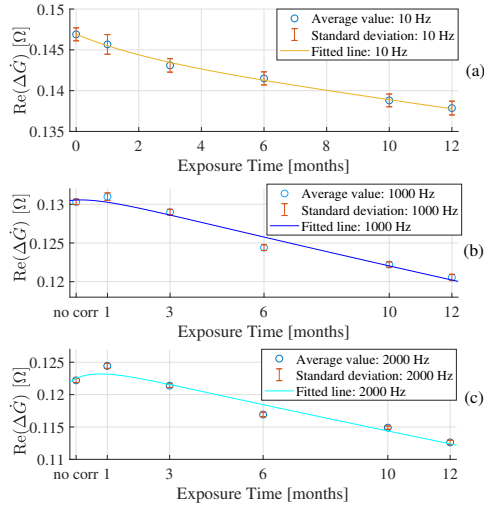 0.15
0.145
0.14
0.135
Re(ΔĠ) [Ω]
Average value: 10 Hz
Standard deviation: 10 Hz
Fitted line: 10 Hz
(a)
0 2 4 6 8 10 12
Exposure Time [months]
0.13
0.125
0.12
Re(ΔĠ) [Ω]
Average value: 1000 Hz
Standard deviation: 1000 Hz
Fitted line: 1000 Hz
(b)
no corr 1 3 6 10 12
Exposure Time [months]
0.125
0.12
0.115
0.11
Re(ΔĠ) [Ω]
Average value: 2000 Hz
Standard deviation: 2000 Hz
Fitted line: 2000 Hz
(c)
no corr 1 3 6 10 12
Exposure Time [months]